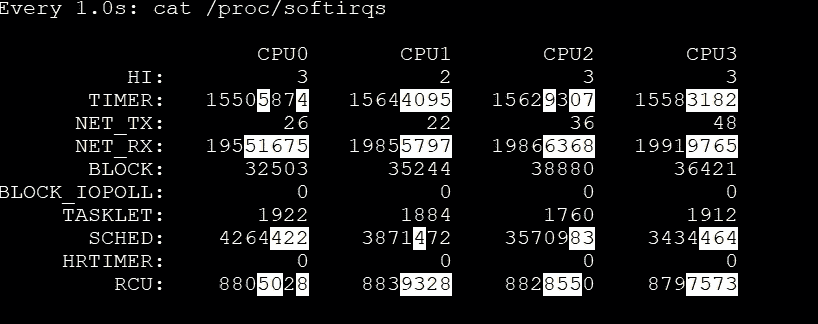 Every 1.0s: cat /proc/softirqs
CPU0 CPU1 CPU2 CPU3
HI: 3 2 3 3
TIMER: 15505874 15644095 15629307 15583182
NET_TX: 26 22 36 48
NET_RX: 19551675 19855797 19866368 19919765
BLOCK: 32503 35244 38880 36421
BLOCK_IOPOLL: 0 0 0 0
TASKLET: 1922 1884 1760 1912
SCHED: 4264422 3871472 3570983 3434464
HRTIMER: 0 0 0 0
RCU: 8805028 8839328 8828550 8797573